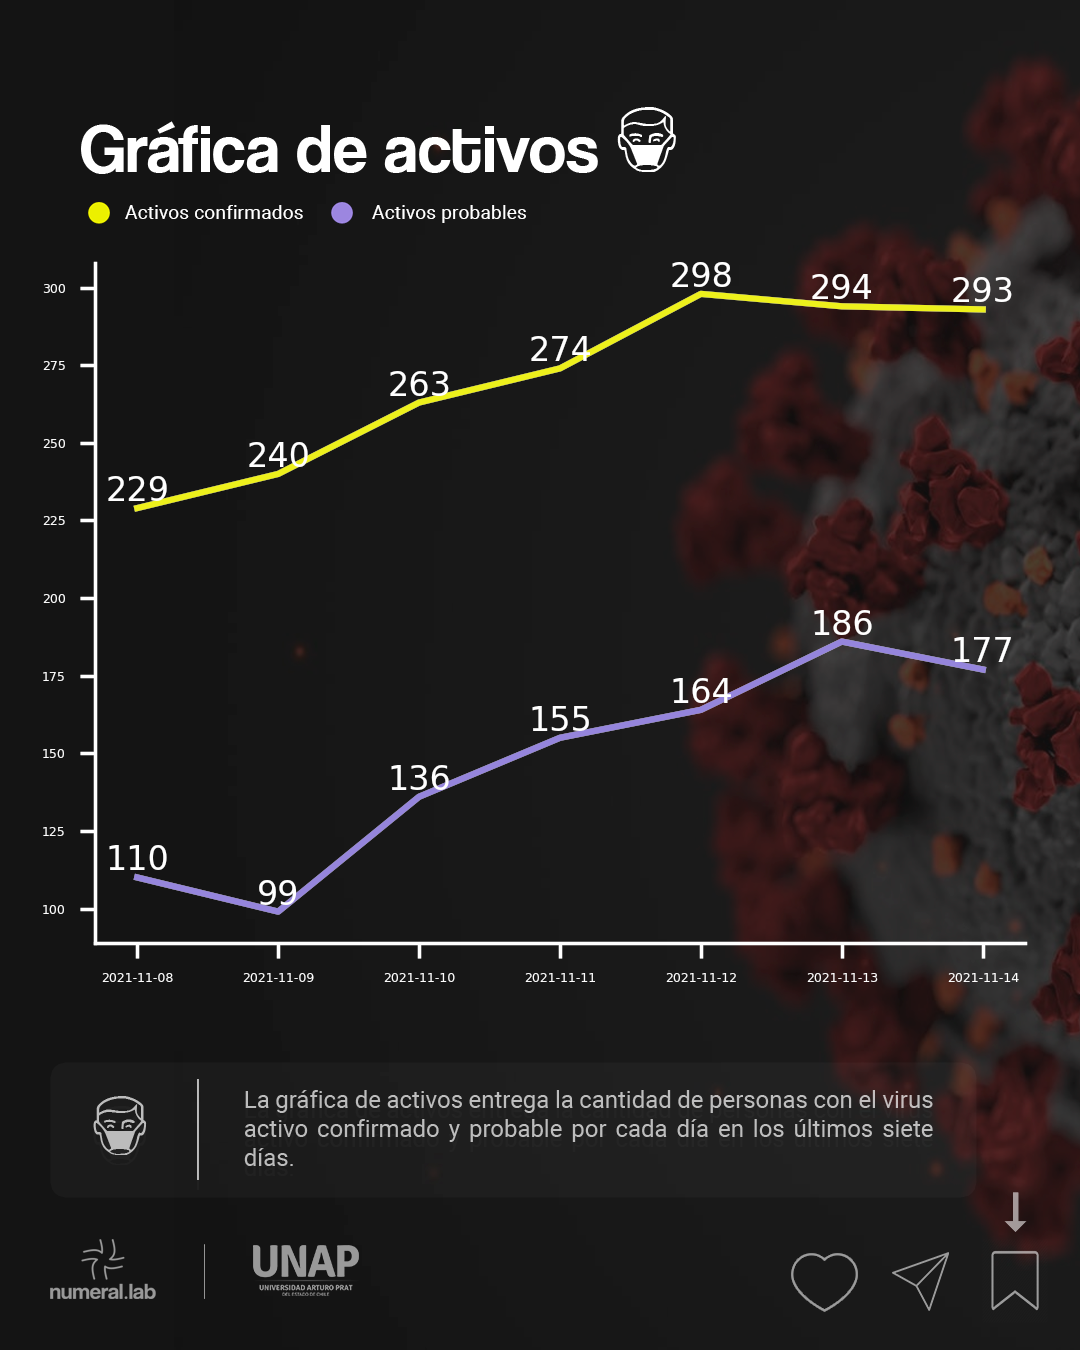 Gráfica de activos
Activos confirmados Activos probables
300
275
250
225
200
175
150
125
100
229 240 263 274 298 294 293
110 99 136 155 164 186 177
2021-11-08 2021-11-09 2021-11-10 2021-11-11 2021-11-12 2021-11-13 2021-11-14
La gráfica de activos entrega la cantidad de personas con el virus
activo confirmado y probable por cada día en los últimos siete
días.
numeral.lab
UNAP
UNIVERSIDAD ARTURO PRAT
DEL ESTADO DE CHILE